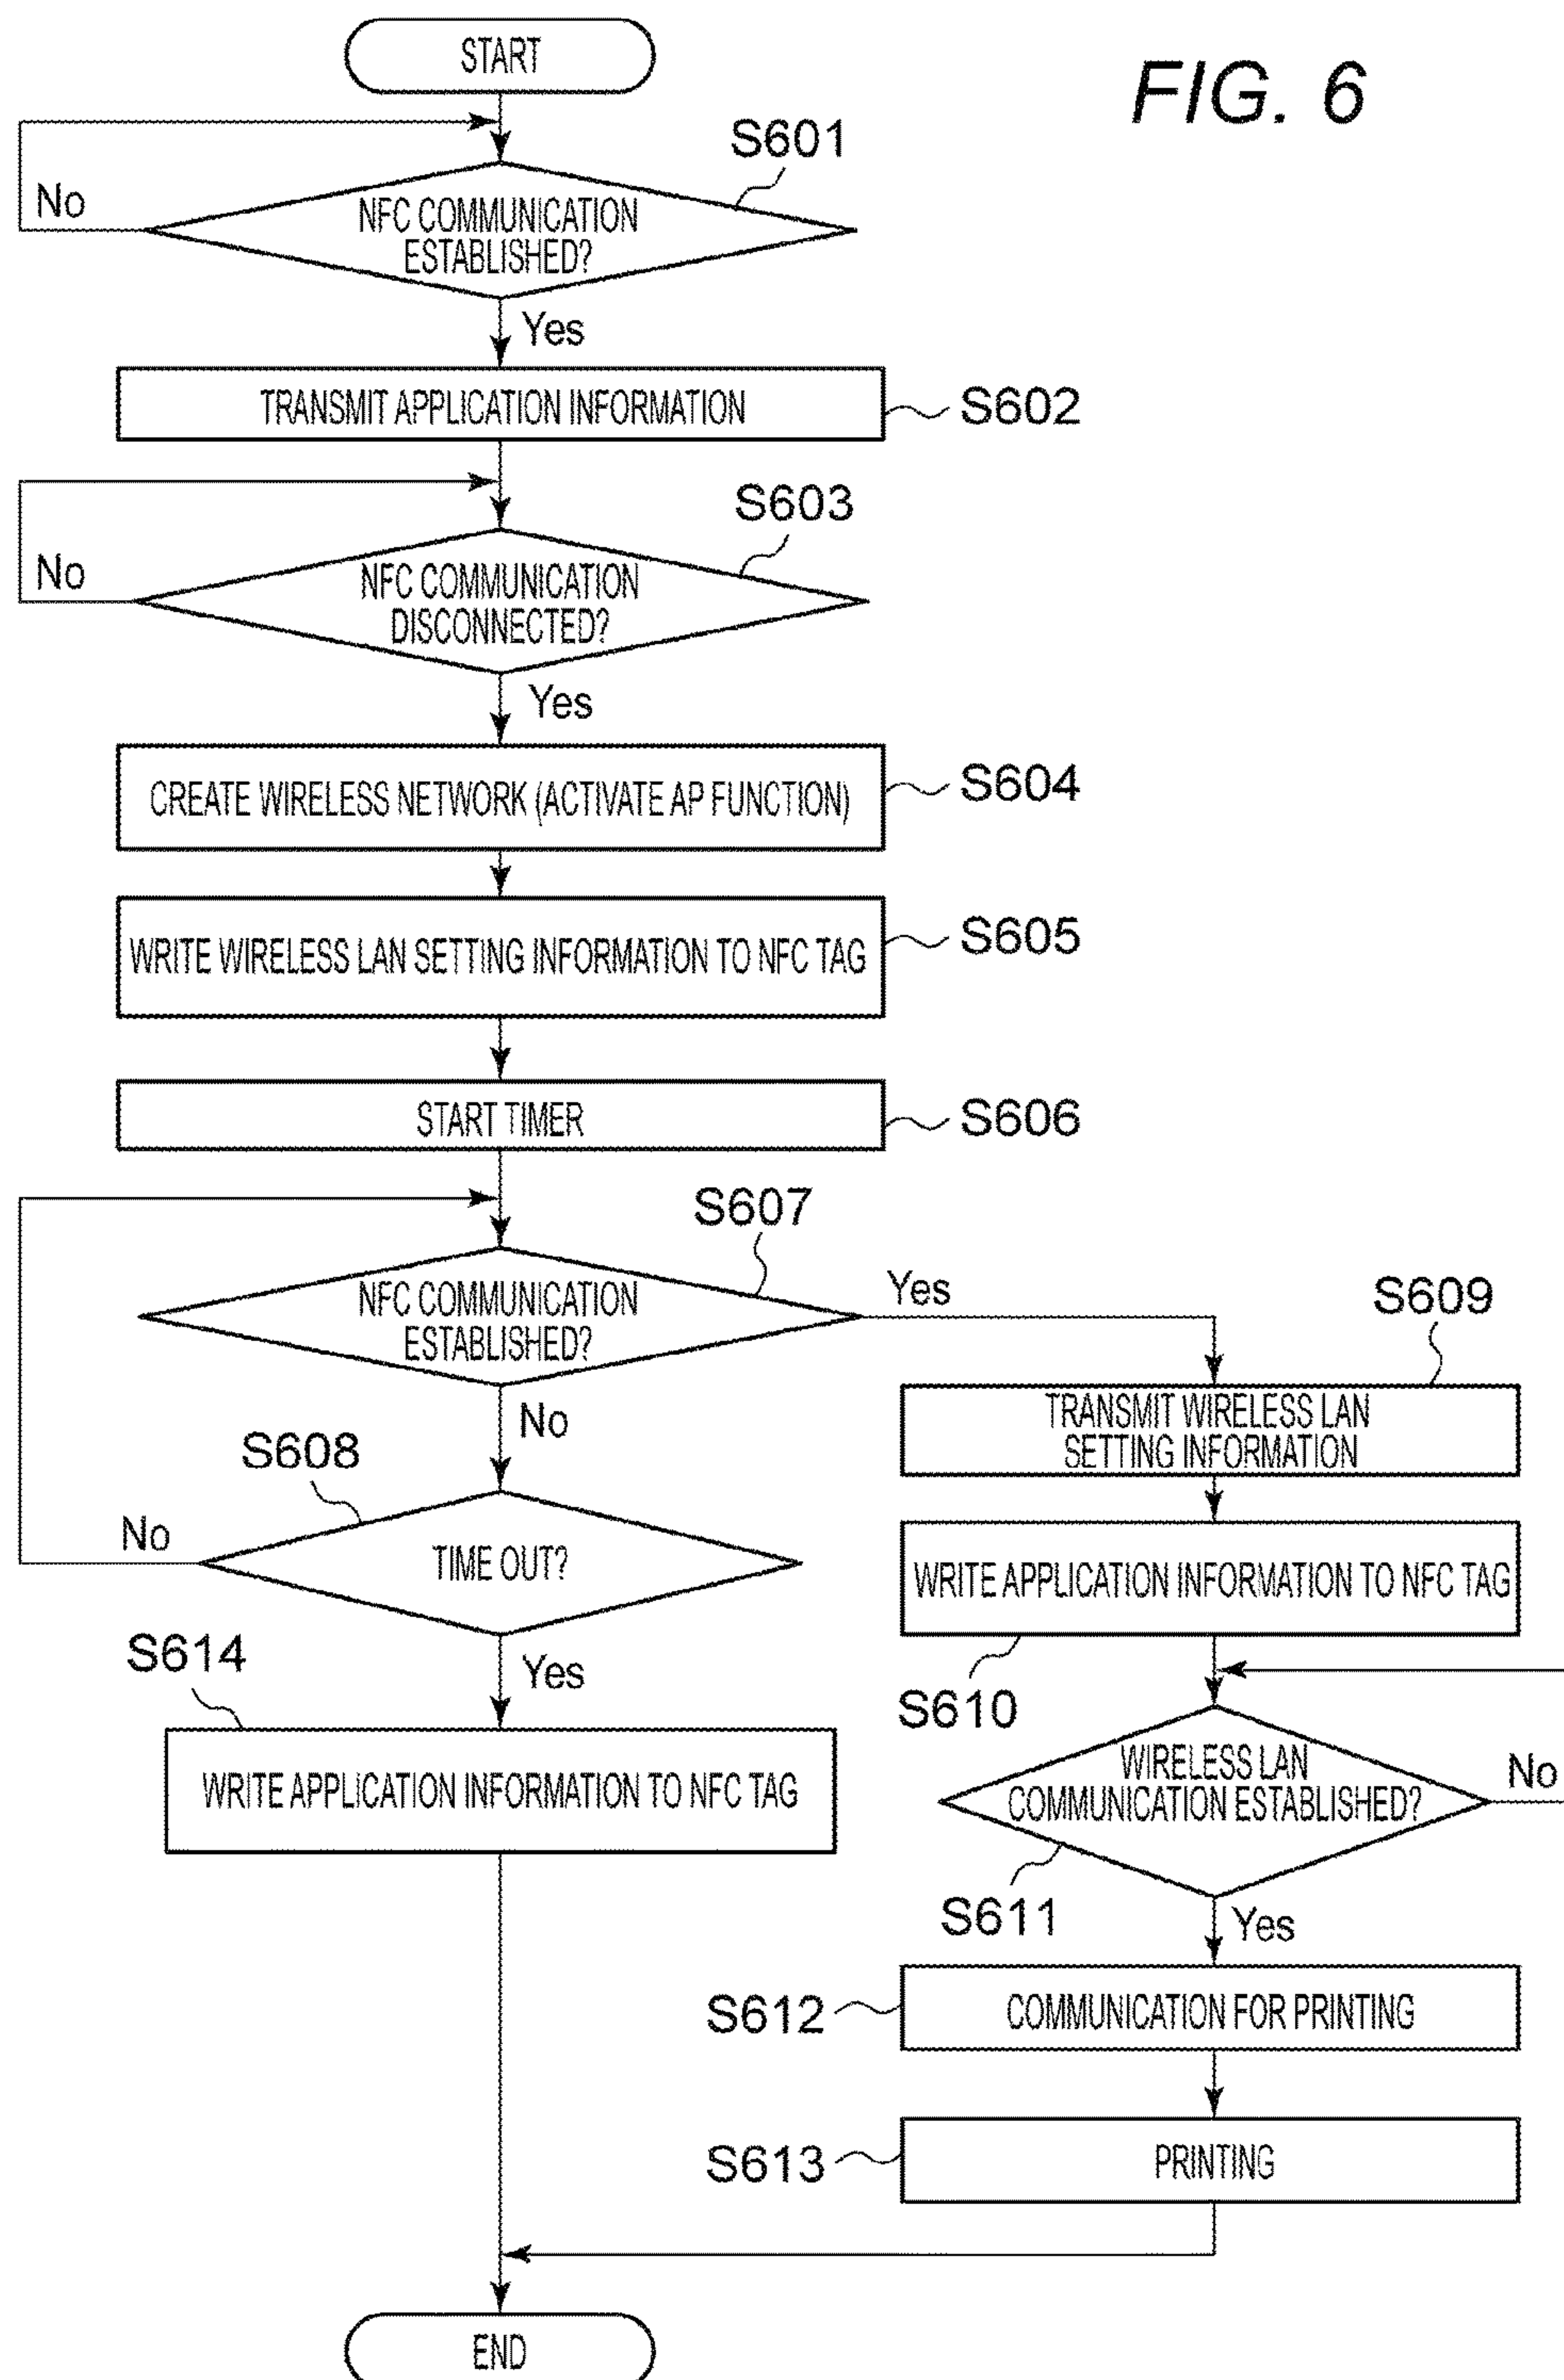 FIG. 6
START
S601
No
NFC COMMUNICATION
ESTABLISHED?
Yes
TRANSMIT APPLICATION INFORMATION
S602
S603
No
NFC COMMUNICATION
DISCONNECTED?
Yes
CREATE WIRELESS NETWORK (ACTIVATE AP FUNCTION)
S604
WRITE WIRELESS LAN SETTING INFORMATION TO NFC TAG
S605
START TIMER
S606
S607
NFC COMMUNICATION
ESTABLISHED?
Yes
No
S608
No
TIME OUT?
Yes
S614
WRITE APPLICATION INFORMATION TO NFC TAG
S609
TRANSMIT WIRELESS LAN
SETTING INFORMATION
WRITE APPLICATION INFORMATION TO NFC TAG
S610
WIRELESS LAN
COMMUNICATION ESTABLISHED?
No
S611
Yes
S612
COMMUNICATION FOR PRINTING
S613
PRINTING
END